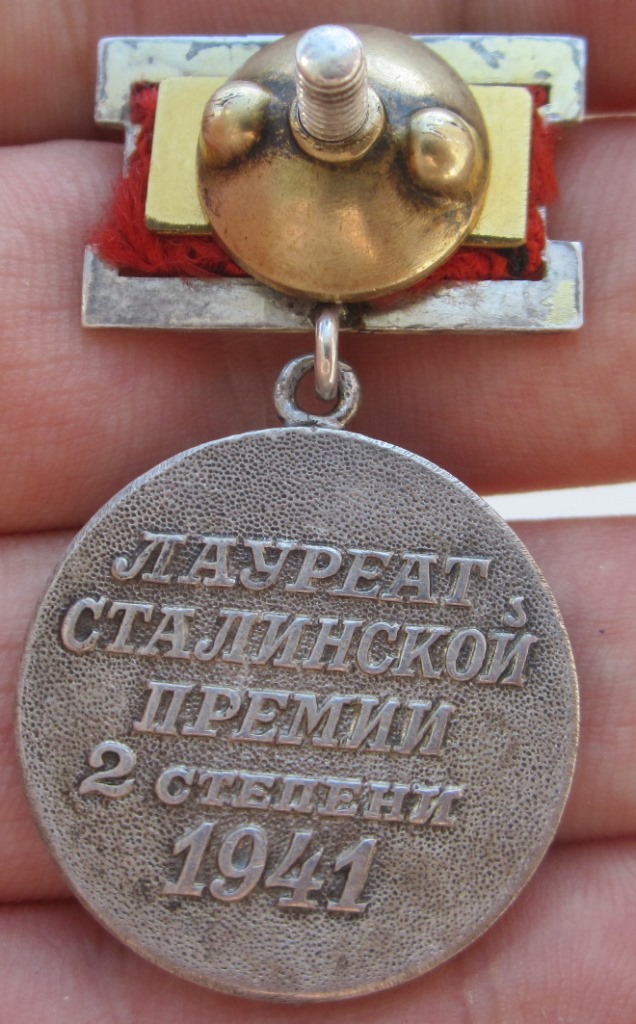 ЛАУРЕАТ
СТАЛИНСКОЙ
ПРЕМИИ
2 СТЕПЕНИ
1941